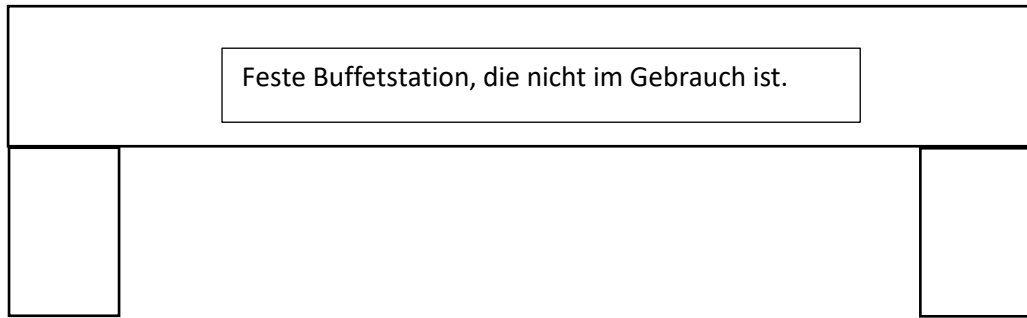 Feste Buffetstation, die nicht im Gebrauch ist.